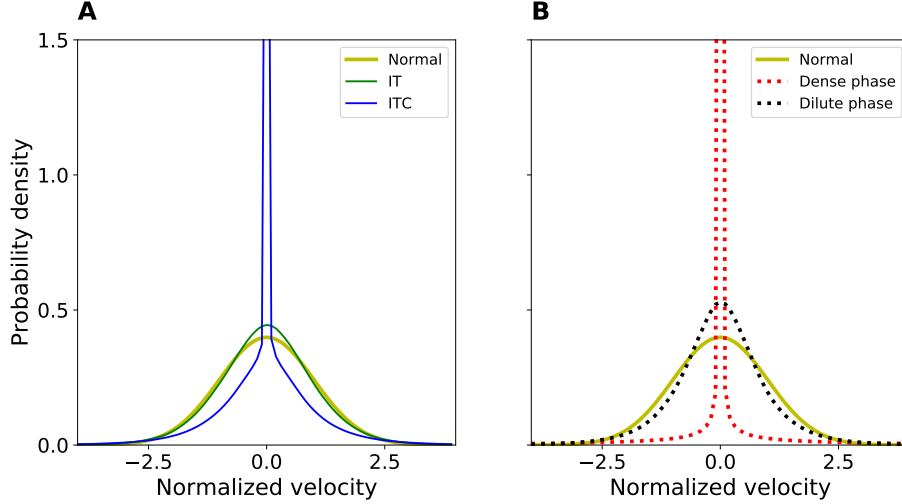 A
1.5
1.0
0.5
0.0
Probability density
Normal
IT
ITC
−2.5
0.0
2.5
Normalized velocity
B
Normal
Dense phase
Dilute phase
−2.5
0.0
2.5
Normalized velocity